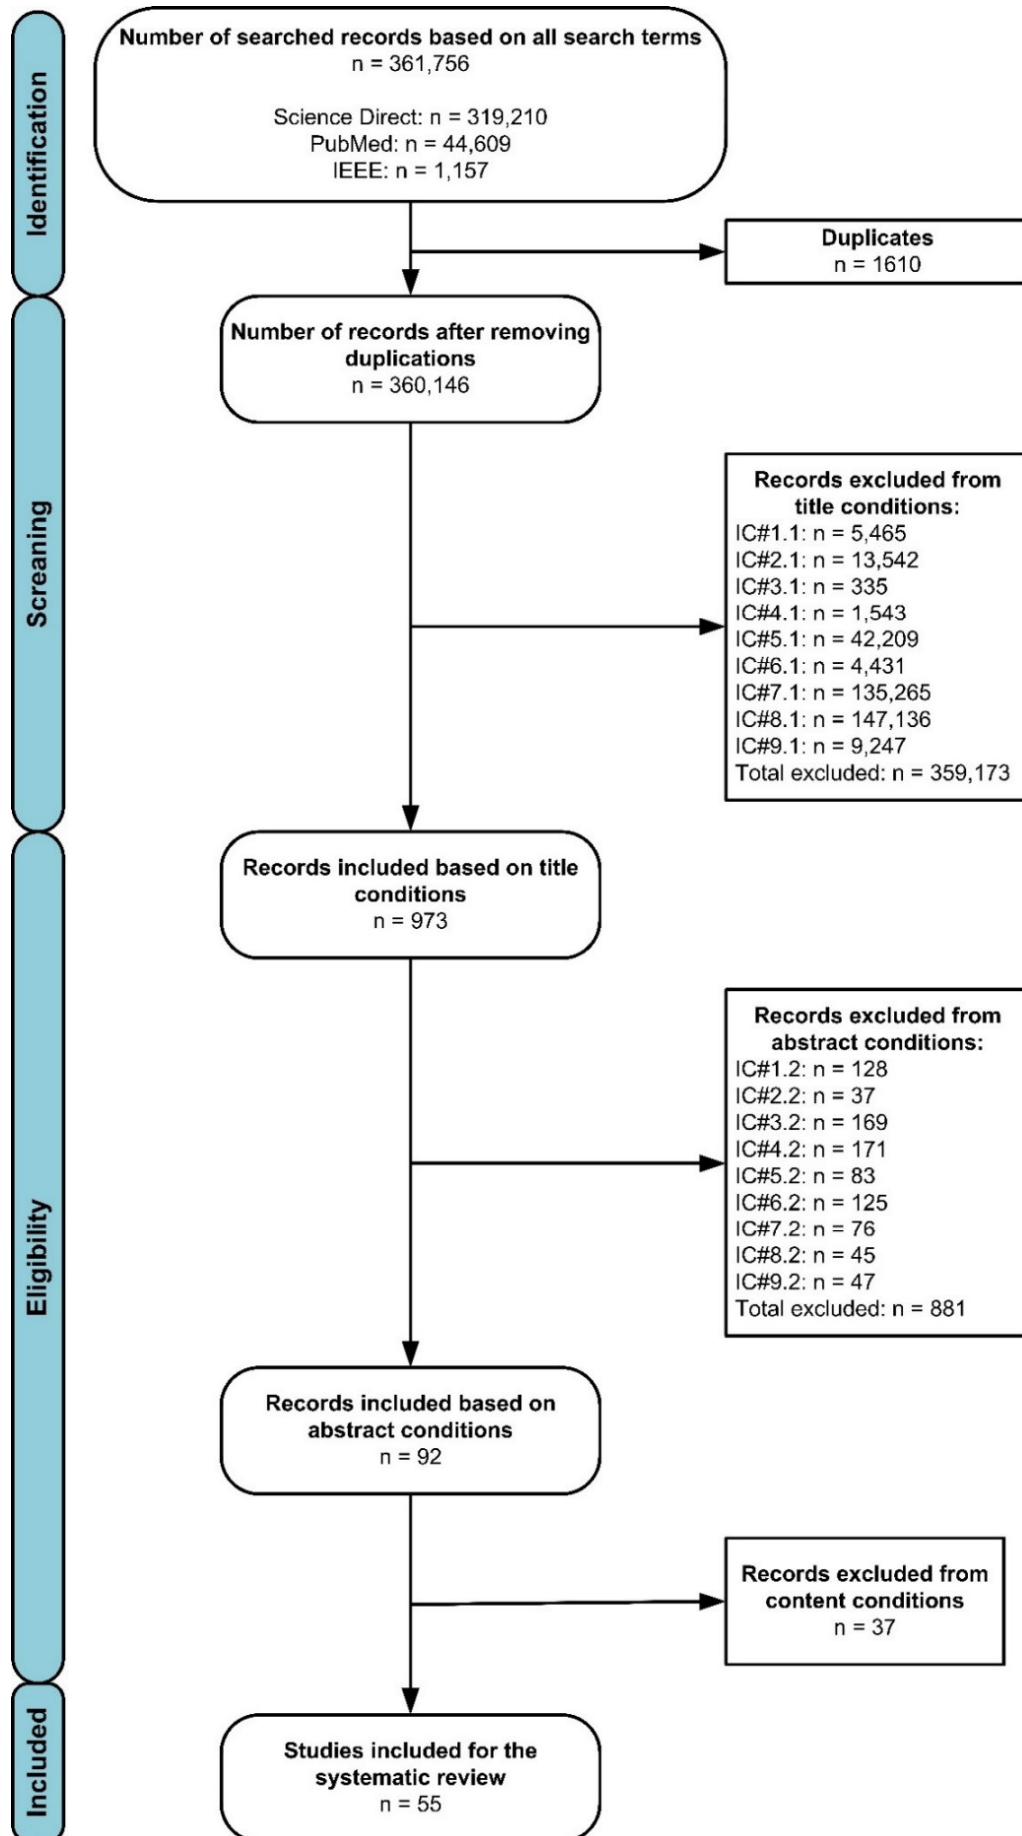 Identification
Number of searched records based on all search terms
n = 361,756
Science Direct: n = 319,210
PubMed: n = 44,609
IEEE: n = 1,157
Duplicates
n = 1610
Screaning
Number of records after removing
duplications
n = 360,146
Records excluded from
title conditions:
IC#1.1: n = 5,465
IC#2.1: n = 13,542
IC#3.1: n = 335
IC#4.1: n = 1,543
IC#5.1: n = 42,209
IC#6.1: n = 4,431
IC#7.1: n = 135,265
IC#8.1: n = 147,136
IC#9.1: n = 9,247
Total excluded: n = 359,173
Eligibility
Records included based on title
conditions
n = 973
Records excluded from
abstract conditions:
IC#1.2: n = 128
IC#2.2: n = 37
IC#3.2: n = 169
IC#4.2: n = 171
IC#5.2: n = 83
IC#6.2: n = 125
IC#7.2: n = 76
IC#8.2: n = 45
IC#9.2: n = 47
Total excluded: n = 881
Records included based on
abstract conditions
n = 92
Records excluded from
content conditions
n = 37
Included
Studies included for the
systematic review
n = 55